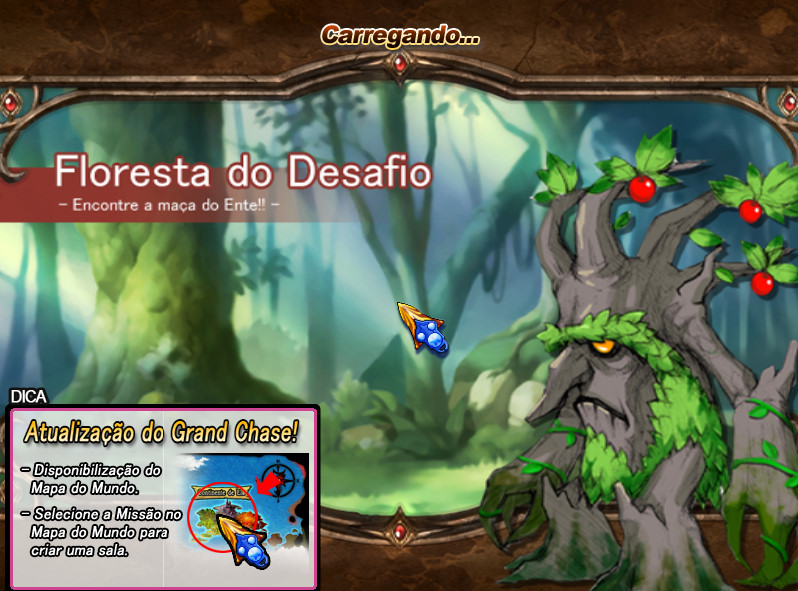 Carregando...
Floresta do Desafio
- Encontre a maça do Ente!! -
DICA
Atualização do Grand Chase!
- Disponibilização do
Mapa do Mundo.
- Selecione a Missão no
Mapa do Mundo para
criar uma sala.